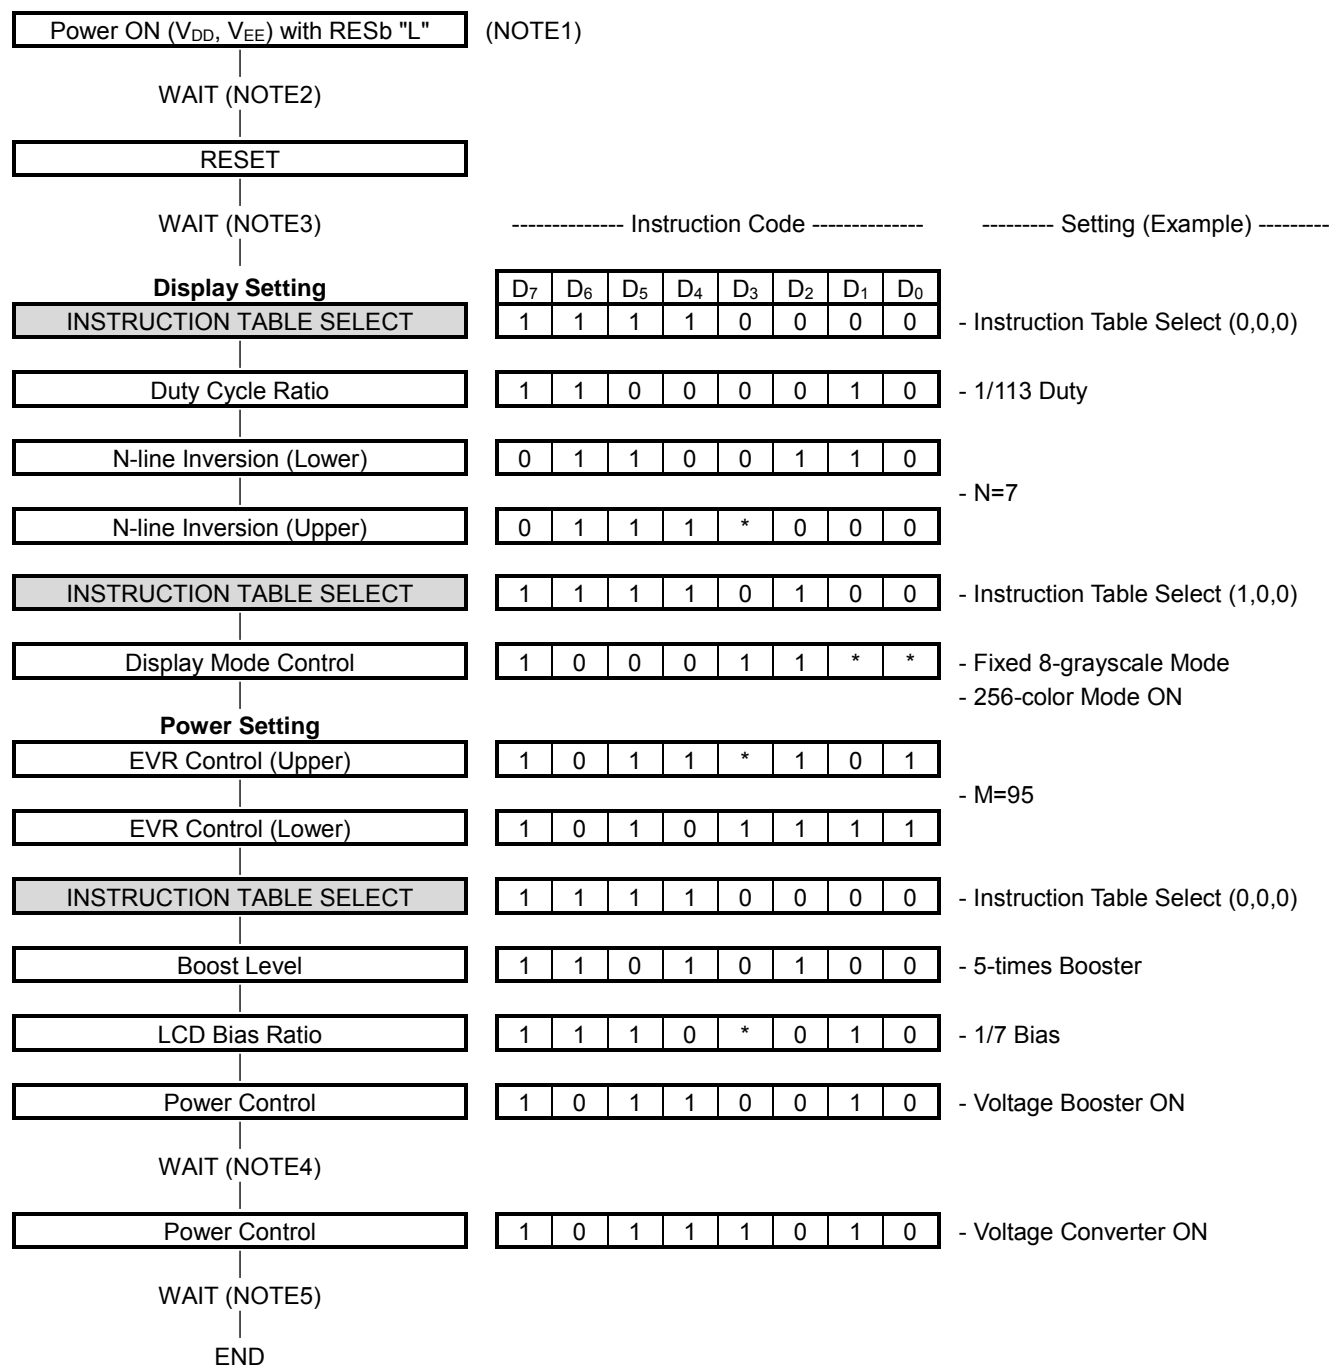 Power ON (VDD, VEE) with RESb "L" (NOTE1)
WAIT (NOTE2)
RESET
WAIT (NOTE3) -------------- Instruction Code -------------- --------- Setting (Example) ---------
Display Setting D7 D6 D5 D4 D3 D2 D1 D0
INSTRUCTION TABLE SELECT 1 1 1 1 0 0 0 0 - Instruction Table Select (0,0,0)
Duty Cycle Ratio 1 1 0 0 0 0 1 0 - 1/113 Duty
N-line Inversion (Lower) 0 1 1 0 0 1 1 0
- N=7
N-line Inversion (Upper) 0 1 1 1 * 0 0 0
INSTRUCTION TABLE SELECT 1 1 1 1 0 1 0 0 - Instruction Table Select (1,0,0)
Display Mode Control 1 0 0 0 1 1 * * - Fixed 8-grayscale Mode
- 256-color Mode ON
Power Setting
EVR Control (Upper) 1 0 1 1 * 1 0 1
- M=95
EVR Control (Lower) 1 0 1 0 1 1 1 1
INSTRUCTION TABLE SELECT 1 1 1 1 0 0 0 0 - Instruction Table Select (0,0,0)
Boost Level 1 1 0 1 0 1 0 0 - 5-times Booster
LCD Bias Ratio 1 1 1 0 * 0 1 0 - 1/7 Bias
Power Control 1 0 1 1 0 0 1 0 - Voltage Booster ON
WAIT (NOTE4)
Power Control 1 0 1 1 1 0 1 0 - Voltage Converter ON
WAIT (NOTE5)
END